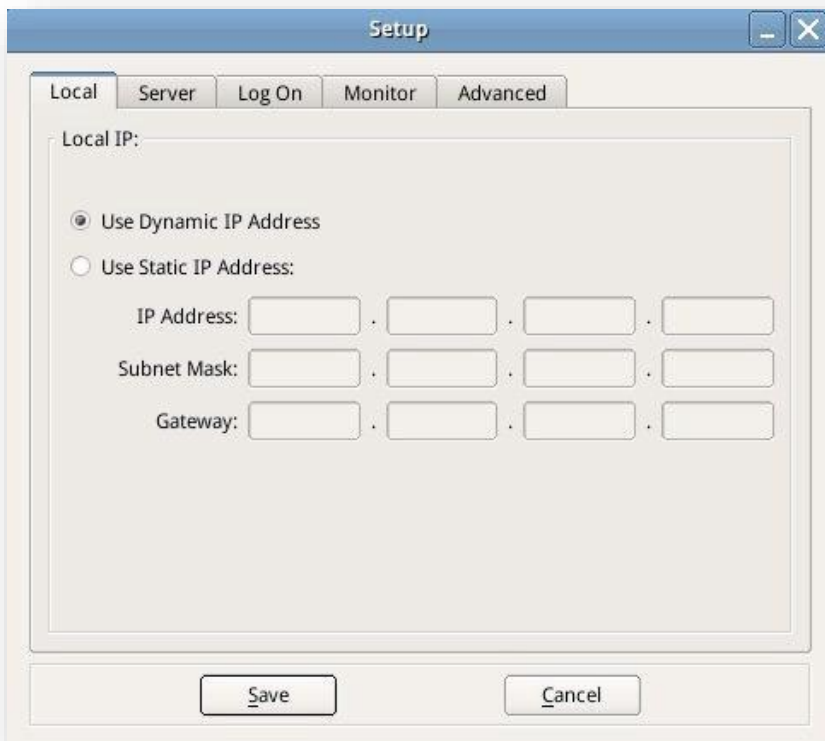 Setup
Local Server Log On Monitor Advanced
Local IP:
Use Dynamic IP Address
Use Static IP Address:
IP Address: . . .
Subnet Mask: . . .
Gateway: . . .
Save Cancel